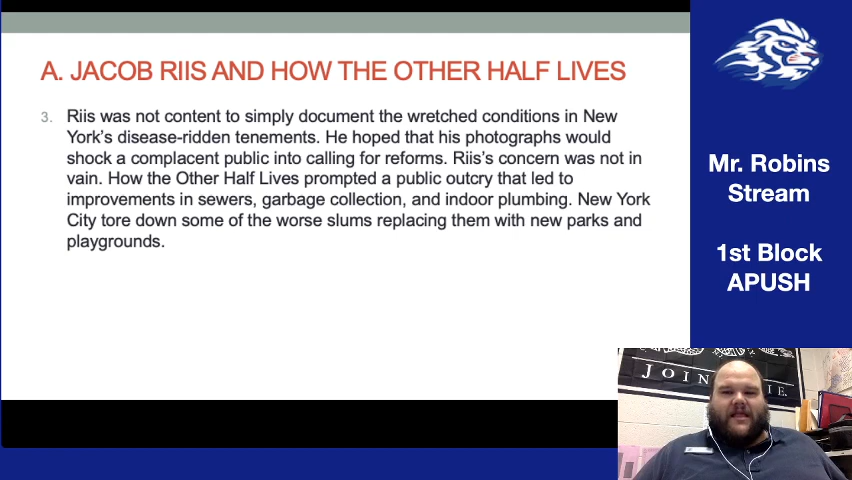 A. JACOB RIIS AND HOW THE OTHER HALF LIVES
3. Riis was not content to simply document the wretched conditions in New
York’s disease-ridden tenements. He hoped that his photographs would
shock a complacent public into calling for reforms. Riis’s concern was not in
vain. How the Other Half Lives prompted a public outcry that led to
improvements in sewers, garbage collection, and indoor plumbing. New York
City tore down some of the worse slums replacing them with new parks and
playgrounds.
Mr. Robins
Stream
1st Block
APUSH
JOIN